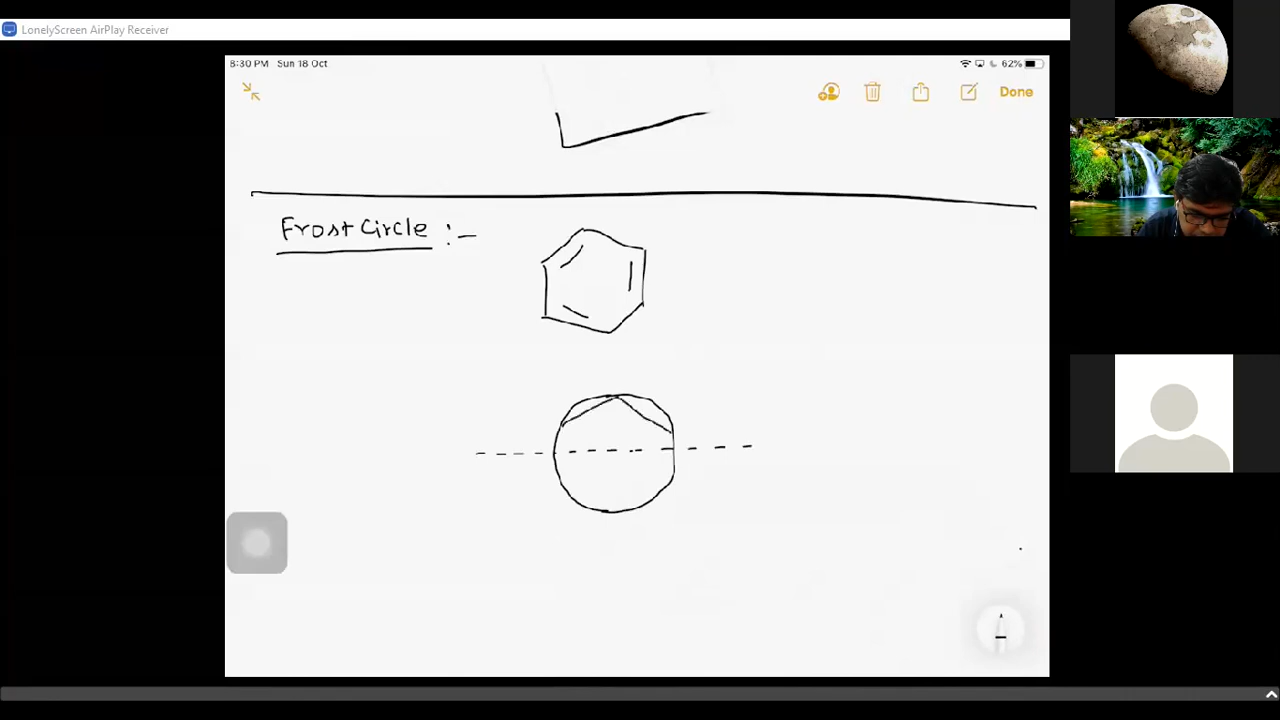 LonelyScreen AirPlay Receiver
8:30 PM Sun 18 Oct
62%
Done
Frost Circle :-